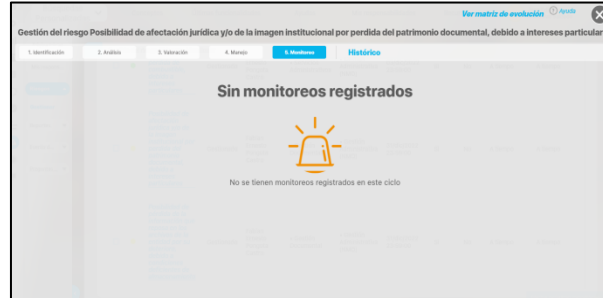 Ver matriz de evolución
Ayuda
Gestión del riesgo Posibilidad de afectación jurídica y/o de la imagen institucional por perdida del patrimonio documental, debido a intereses particular
1. Identificación
2. Análisis
3. Valoración
4. Manejo
5. Monitoreo
Histórico
Sin monitoreos registrados
No se tienen monitoreos registrados en este ciclo